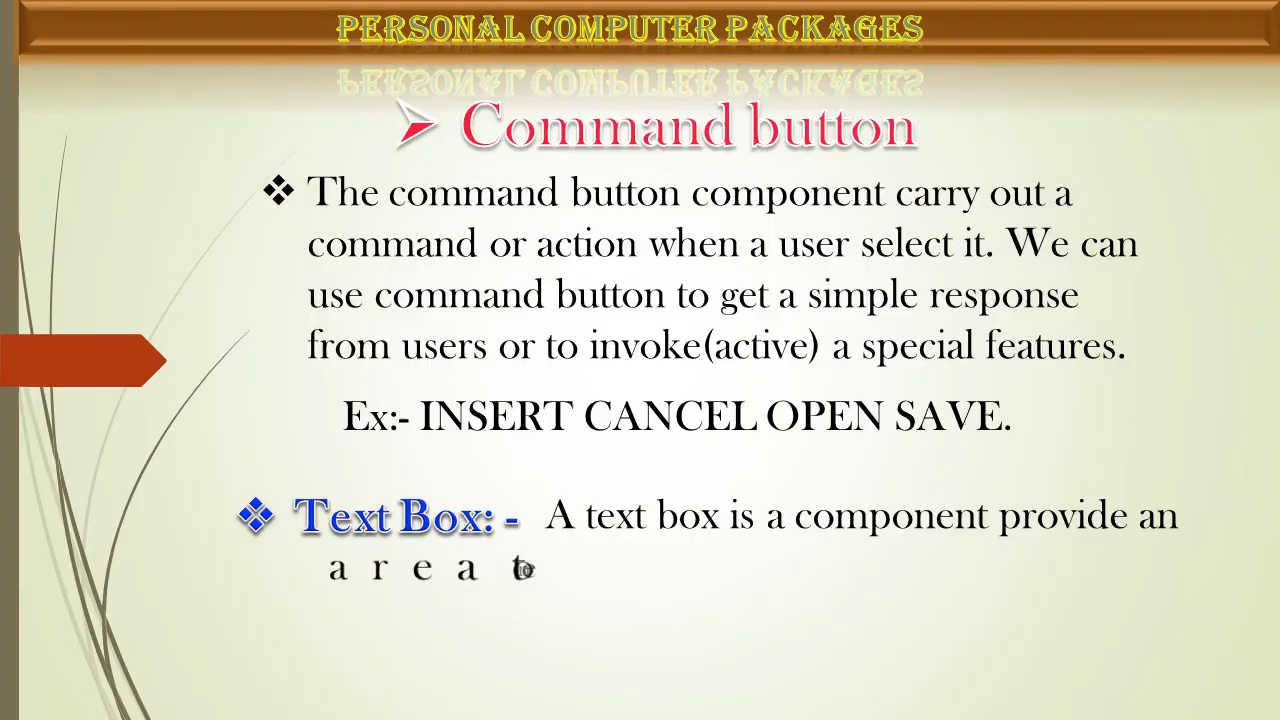 PERSONAL COMPUTER PACKAGES
Command button
The command button component carry out a
command or action when a user select it. We can
use command button to get a simple response
from users or to invoke(active) a special features.
Ex:- INSERT CANCEL OPEN SAVE.
Text Box: - A text box is a component provide an
area